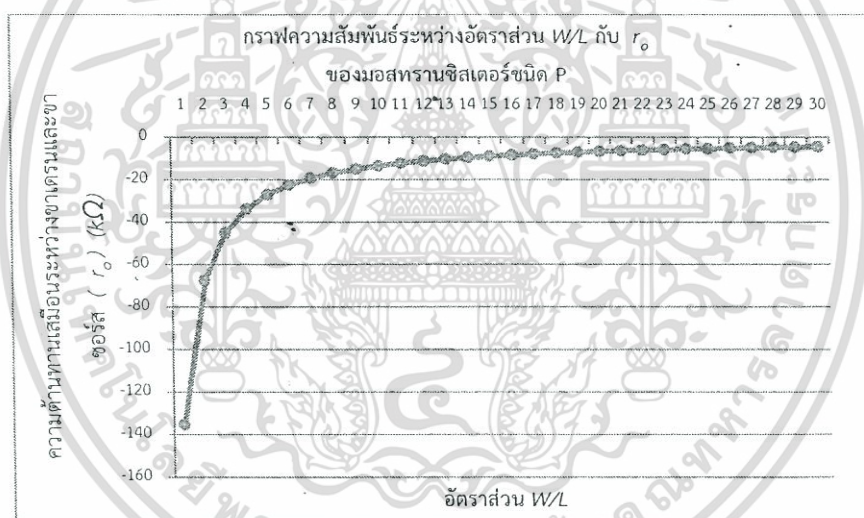 กราฟความสัมพันธ์ระหว่างอัตราส่วน W/L กับ r_o
ของมอสทรานซิสเตอร์ชนิด P
1 2 3 4 5 6 7 8 9 10 11 12 13 14 15 16 17 18 19 20 21 22 23 24 25 26 27 28 29 30
0
-20
-40
-60
-80
-100
-120
-140
-160
ความต้านทานเสมือนระหว่างขาเดรนและขา
ซอร์ส ( r_o ) (kΩ)
อัตราส่วน W/L